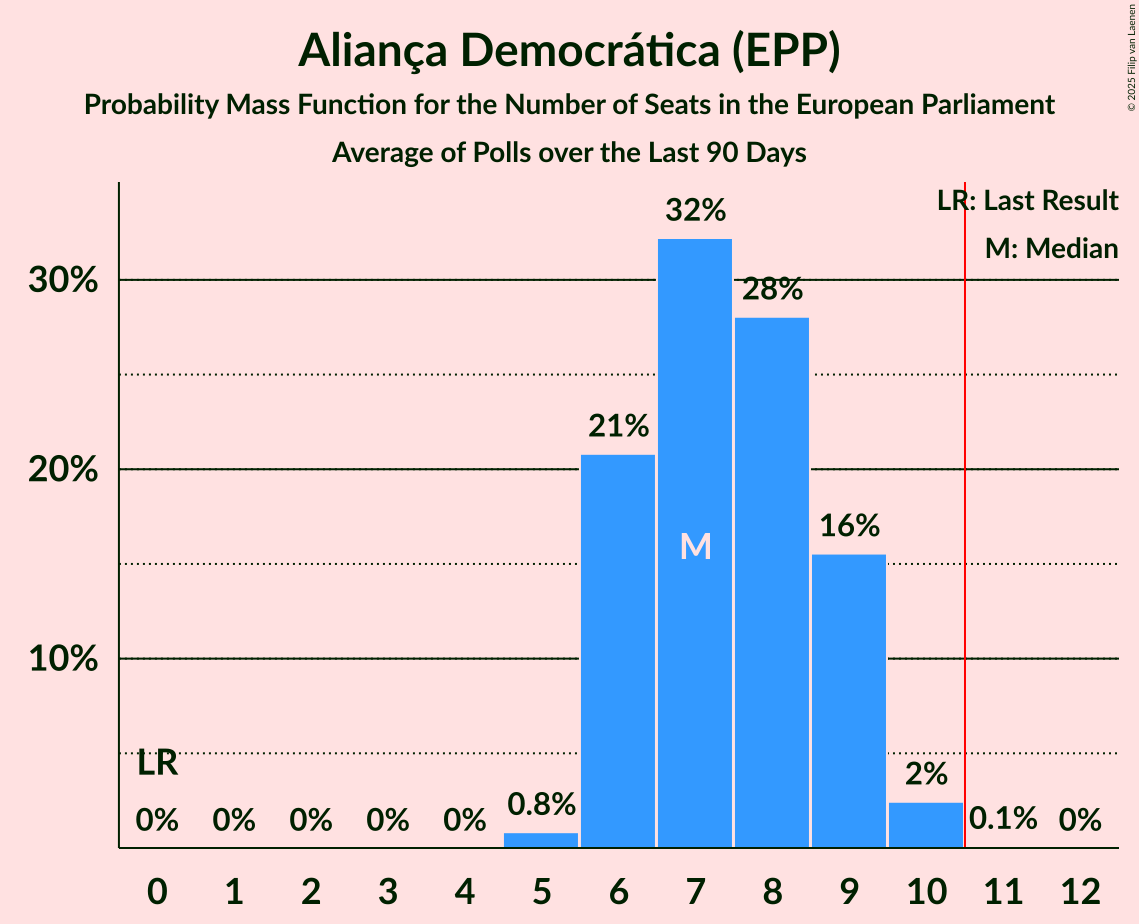 Aliança Democrática (EPP)
Probability Mass Function for the Number of Seats in the European Parliament
Average of Polls over the Last 90 Days
© 2025 Filip van Laenen
LR: Last Result
M: Median
30%
20%
10%
LR
0%
0%
0%
0%
0%
0.8%
21%
32%
M
28%
16%
2%
0.1%
0%
0 1 2 3 4 5 6 7 8 9 10 11 12